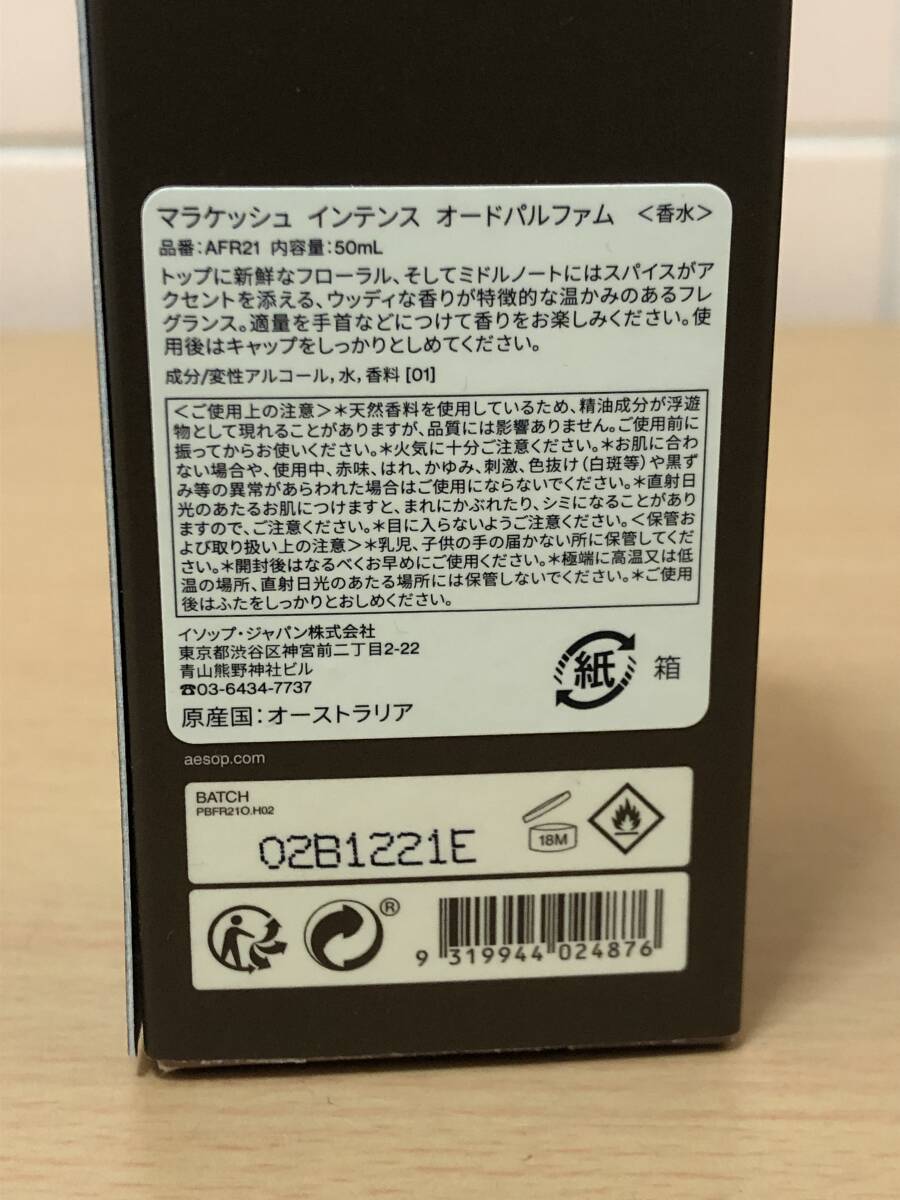 マラケッシュ インテンス オードパルファム ＜香水＞
品番：AFR21 内容容量：50mL
トップに新鮮なフローラル、そしてミドルノートにはスパイスがア
クセントを添える、ウッディな香りが特徴的な温かみのあるフレ
グランス。適量を手首などにつけて香りをお楽しみください。使
用後はキャップをしっかりとしめてください。
成分/変性アルコール，水，香料 [01]
＜ご使用上の注意＞＊天然香料を使用しているため、精油成分が浮遊
物として現れることがありますが、品質には影響ありません。ご使用前に
振ってからお使いください。＊火気に十分ご注意ください。＊お肌に合わ
ない場合や、使用中、赤味、はれ、かゆみ、刺激、色抜け（白斑等）や黒ず
み等の異常があらわれた場合はご使用にならないでください。＊直射日
光のあたるお肌につけますと、まれにかぶれたり、シミになることがあり
ますので、ご注意ください。＊目に入らないようご注意ください。＜保管お
よび取り扱い上の注意＞＊乳児、子供の手の届かない所に保管してくだ
さい。＊開封後はなるべくお早めにご使用ください。＊極端に高温又は低
温の場所、直射日光のあたる場所には保管しないでください。＊ご使用
後はふたをしっかりとおしめください。
イソップ・ジャパン株式会社
東京都渋谷区神宮前二丁目2-22
青山熊野神社ビル
☎03-6434-7737
紙 箱
原産国：オーストラリア
aesop.com
BATCH
PBFR21O.H02
02B1221E
18M
®
9 319944 024876